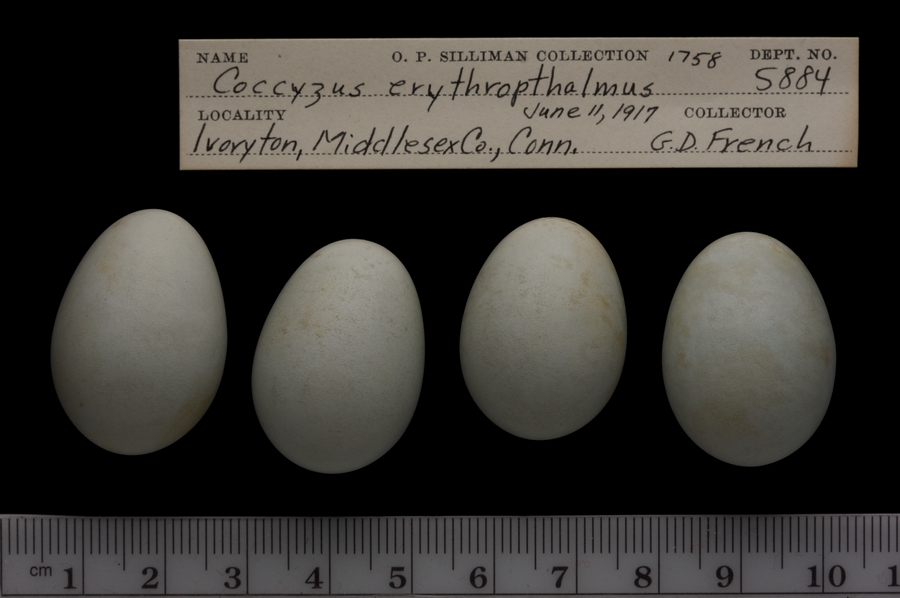 NAME O. P. SILLIMAN COLLECTION 1758 DEPT. NO.
Coccyzus erythropthalmus 5884
LOCALITY June 11, 1917 COLLECTOR
Ivoryton, Middlesex Co., Conn. G.D. French
cm 1 2 3 4 5 6 7 8 9 10 1